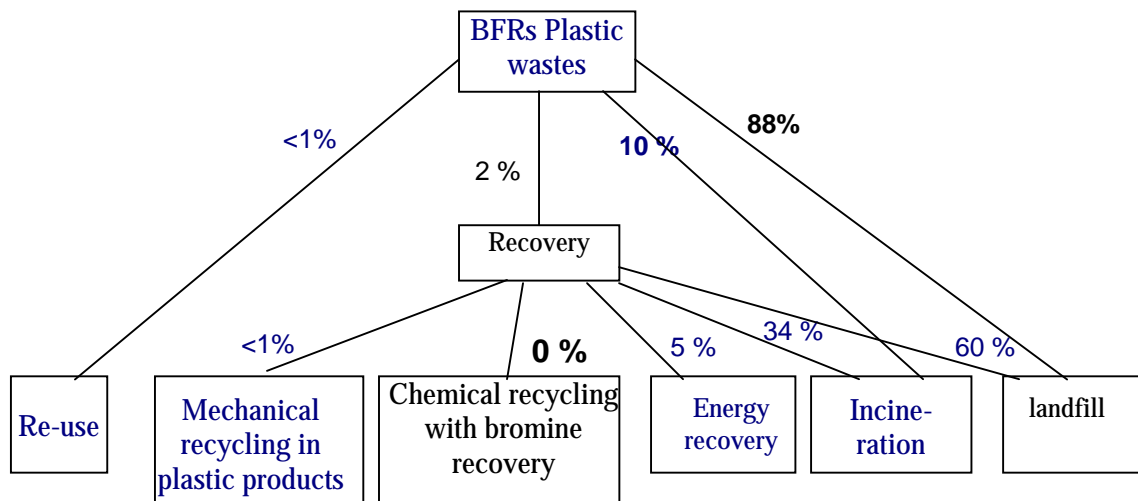 BFRs Plastic
wastes
<1%
88%
10 %
2 %
Recovery
<1%
0 %
5 %
34 %
60 %
Re-use
Mechanical
recycling in
plastic products
Chemical recycling
with bromine
recovery
Energy
recovery
Incine-
ration
landfill